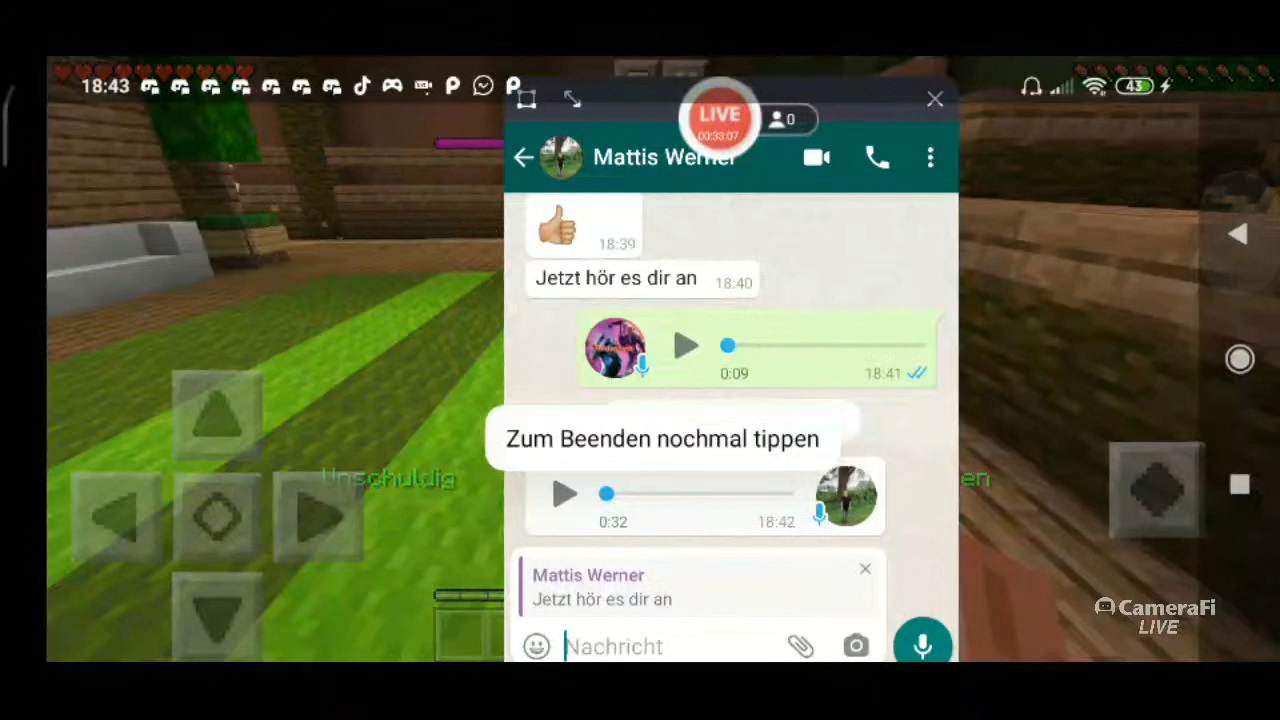 18:43
43
LIVE
00:33:07
0
Mattis Werner
18:39
Jetzt hör es dir an
18:40
0:09
18:41
Zum Beenden nochmal tippen
Unschuldig
en
0:32
18:42
Mattis Werner
Jetzt hör es dir an
Nachricht
CameraFi
LIVE